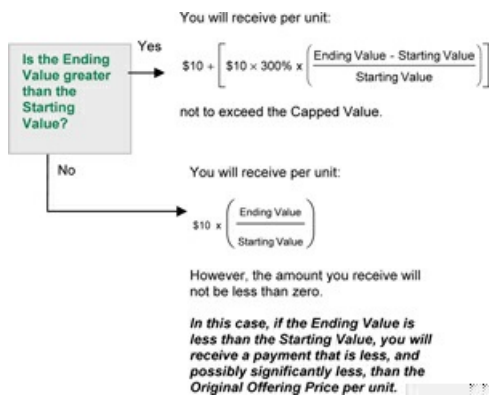 You will receive per unit:
Is the Ending
Value greater
than the
Starting
Value?
Yes
$10 + [ $10 × 300% x ( Ending Value - Starting Value / Starting Value ) ]
not to exceed the Capped Value.
No
You will receive per unit:
$10 x ( Ending Value / Starting Value )
However, the amount you receive will
not be less than zero.
In this case, if the Ending Value is
less than the Starting Value, you will
receive a payment that is less, and
possibly significantly less, than the
Original Offering Price per unit.